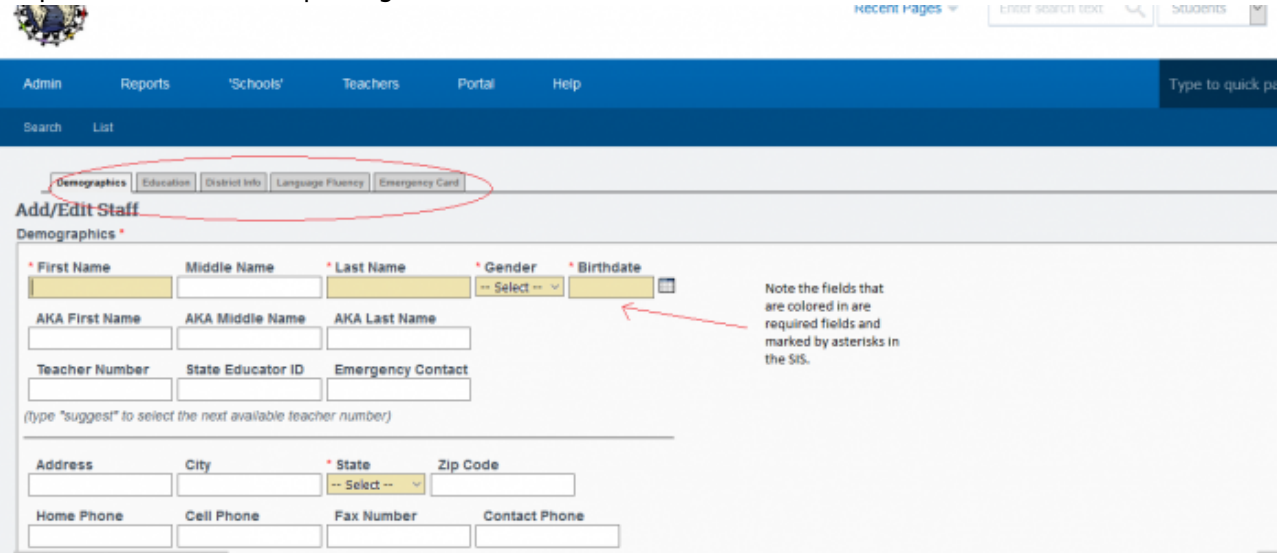 Recent Pages Enter search text Students
Admin Reports 'Schools' Teachers Portal Help Type to quick pa
Search List
Demographics Education District Info Language Fluency Emergency Card
Add/Edit Staff
Demographics *
* First Name Middle Name * Last Name * Gender * Birthdate
-- Select --
AKA First Name AKA Middle Name AKA Last Name
Teacher Number State Educator ID Emergency Contact
(type "suggest" to select the next available teacher number)
Note the fields that
are colored in are
required fields and
marked by asterisks in
the SIS.
Address City * State Zip Code
-- Select --
Home Phone Cell Phone Fax Number Contact Phone